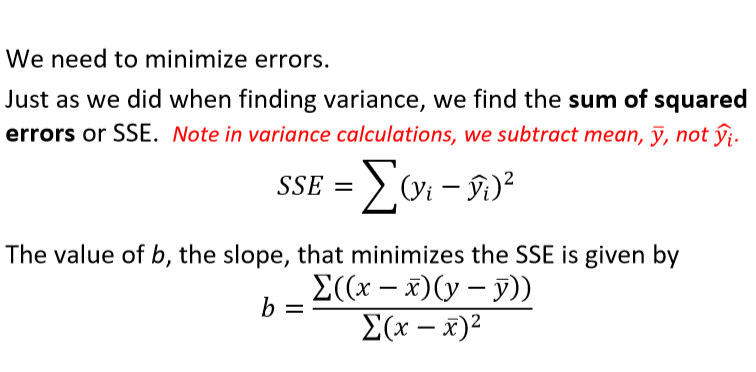 We need to minimize errors.
Just as we did when finding variance, we find the sum of squared
errors or SSE. Note in variance calculations, we subtract mean, ȳ, not ŷᵢ.
SSE = ∑(yᵢ − ŷᵢ)²
The value of b, the slope, that minimizes the SSE is given by
b = ∑((x − x̄)(y − ȳ)) / ∑(x − x̄)²